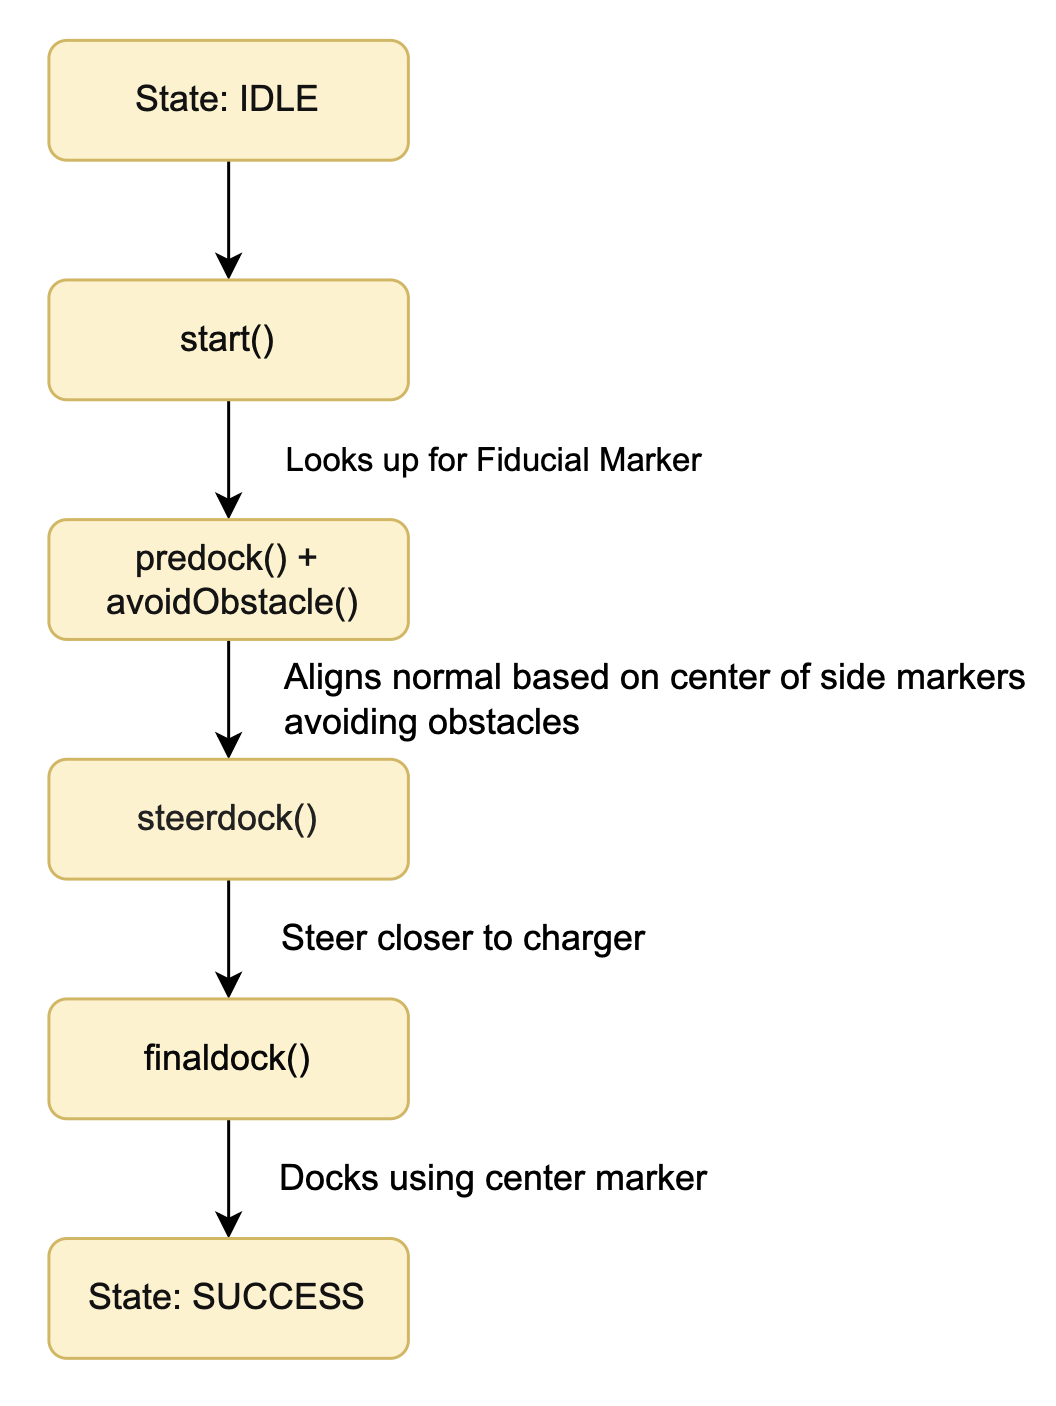 State: IDLE
start()
Looks up for Fiducial Marker
predock() +
avoidObstacle()
Aligns normal based on center of side markers
avoiding obstacles
steerdock()
Steer closer to charger
finaldock()
Docks using center marker
State: SUCCESS